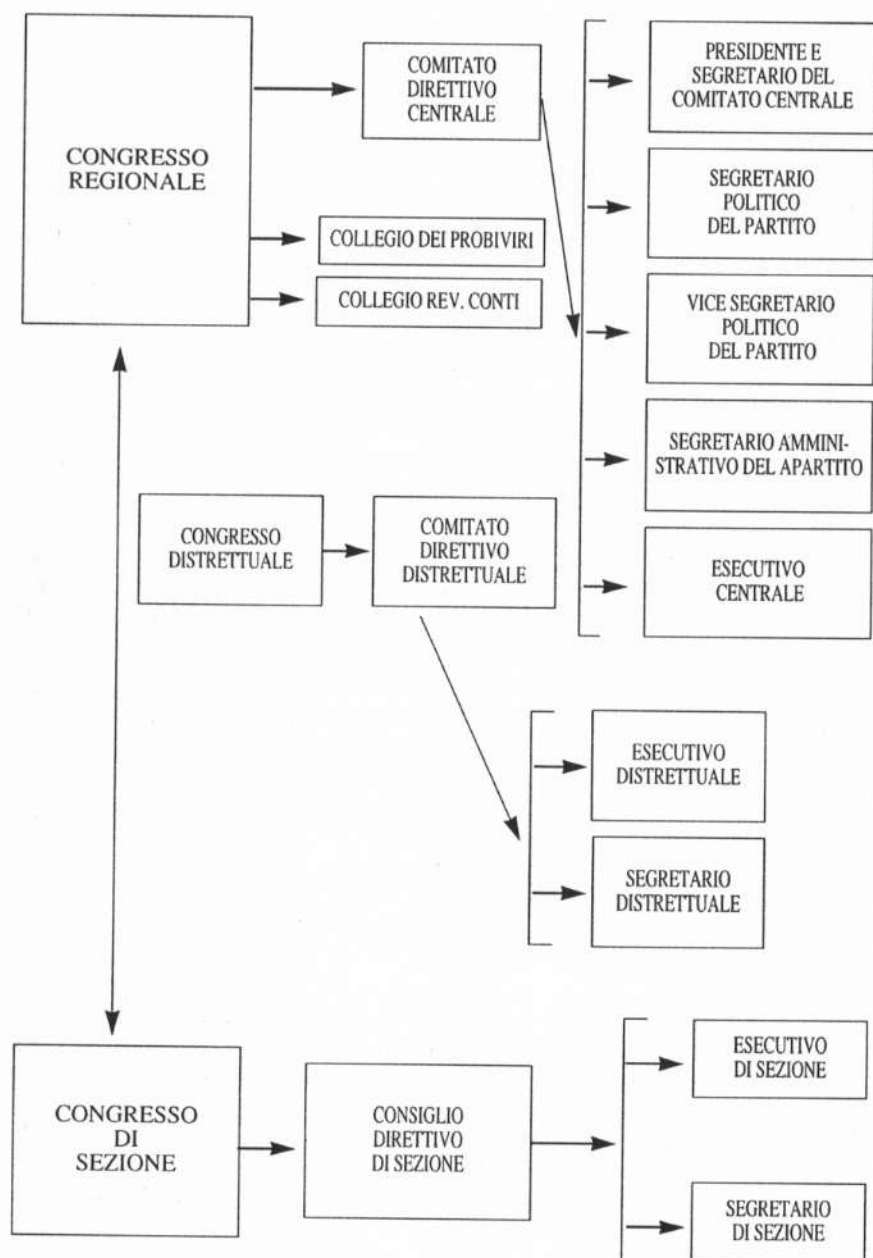 CONGRESSO
REGIONALE
COMITATO
DIRETTIVO
CENTRALE
COLLEGIO DEI PROBIVIRI
COLLEGIO REV. CONTI
PRESIDENTE E
SEGRETARIO DEL
COMITATO CENTRALE
SEGRETARIO
POLITICO
DEL PARTITO
VICE SEGRETARIO
POLITICO
DEL PARTITO
SEGRETARIO AMMINI-
STRATIVO DEL APARTITO
ESECUTIVO
CENTRALE
CONGRESSO
DISTRETTUALE
COMITATO
DIRETTIVO
DISTRETTUALE
ESECUTIVO
DISTRETTUALE
SEGRETARIO
DISTRETTUALE
CONGRESSO
DI
SEZIONE
CONSIGLIO
DIRETTIVO
DI SEZIONE
ESECUTIVO
DI SEZIONE
SEGRETARIO
DI SEZIONE